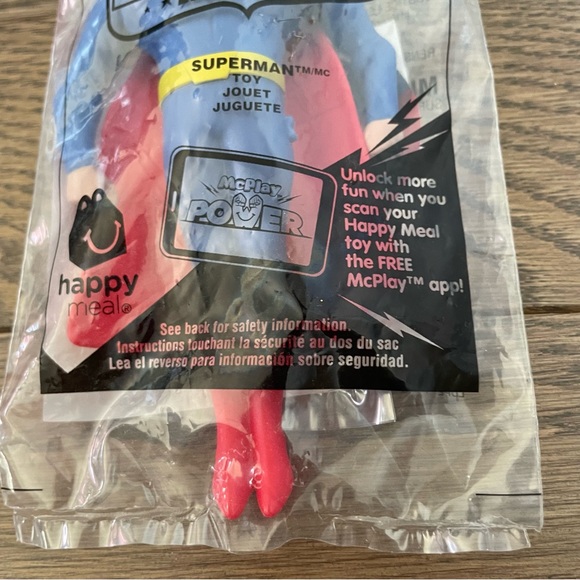 SUPERMAN™/MC
TOY
JOUET
JUGUETE
McPlay
POWER
Unlock more
fun when you
scan your
Happy Meal
toy with
the FREE
McPlay™ app!
happy
meal®
See back for safety information.
Instructions touchant la sécurité au dos du sac
Lea el reverso para información sobre seguridad.